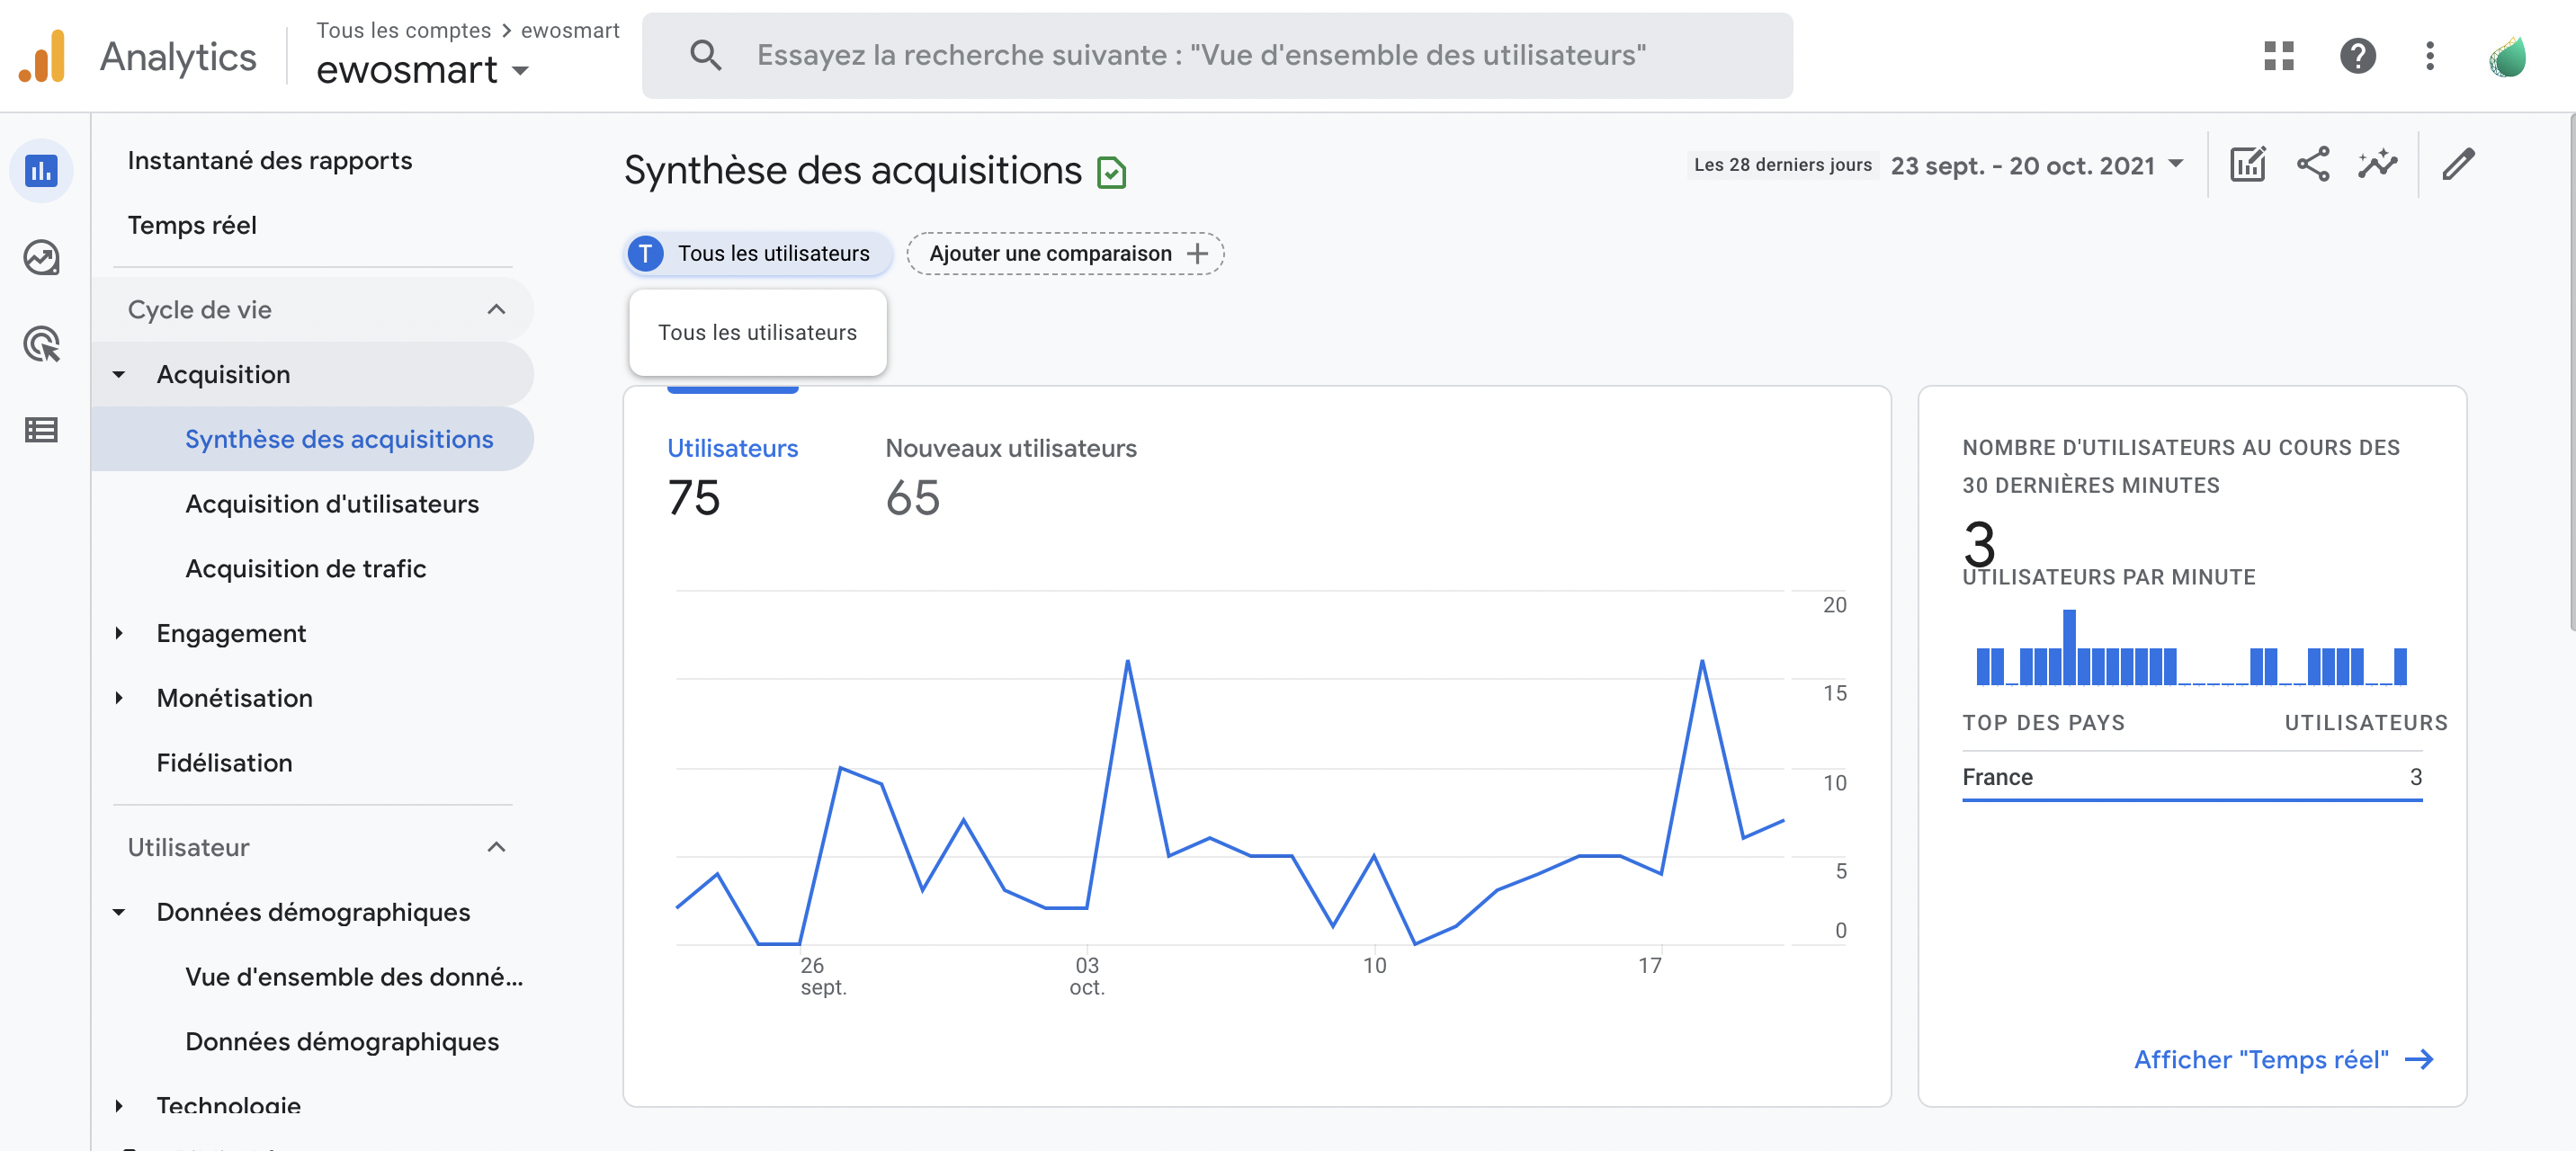 Analytics
Tous les comptes > ewosmart
ewosmart
Essayez la recherche suivante : "Vue d'ensemble des utilisateurs"
Instantané des rapports
Temps réel
Cycle de vie
Acquisition
Synthèse des acquisitions
Acquisition d'utilisateurs
Acquisition de trafic
Engagement
Monétisation
Fidélisation
Utilisateur
Données démographiques
Vue d'ensemble des donné...
Données démographiques
Technologie
Synthèse des acquisitions
Les 28 derniers jours 23 sept. - 20 oct. 2021
T Tous les utilisateurs
Ajouter une comparaison +
Tous les utilisateurs
Utilisateurs
75
Nouveaux utilisateurs
65
20
15
10
5
0
26
sept.
03
oct.
10
17
NOMBRE D'UTILISATEURS AU COURS DES
30 DERNIÈRES MINUTES
3
UTILISATEURS PAR MINUTE
TOP DES PAYS UTILISATEURS
France 3
Afficher "Temps réel" →